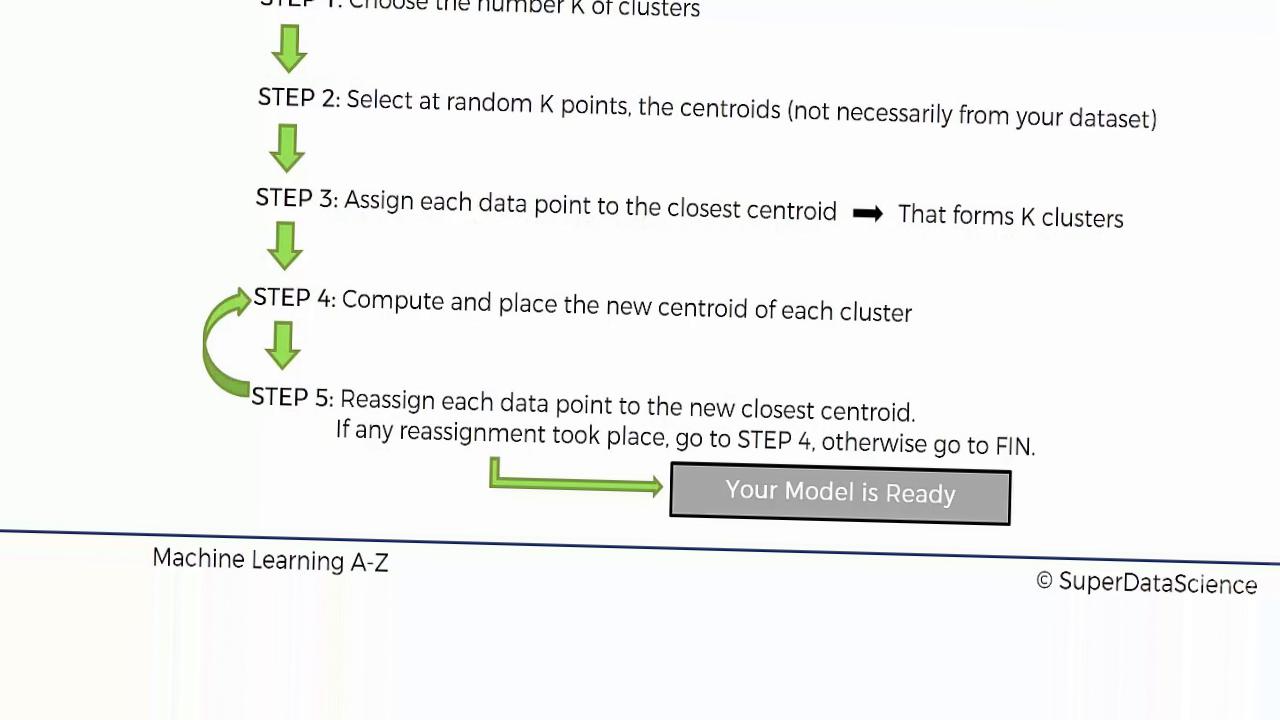 STEP 1: Choose the number K of clusters
STEP 2: Select at random K points, the centroids (not necessarily from your dataset)
STEP 3: Assign each data point to the closest centroid ➡ That forms K clusters
STEP 4: Compute and place the new centroid of each cluster
STEP 5: Reassign each data point to the new closest centroid.
If any reassignment took place, go to STEP 4, otherwise go to FIN.
Your Model is Ready
Machine Learning A-Z
© SuperDataScience